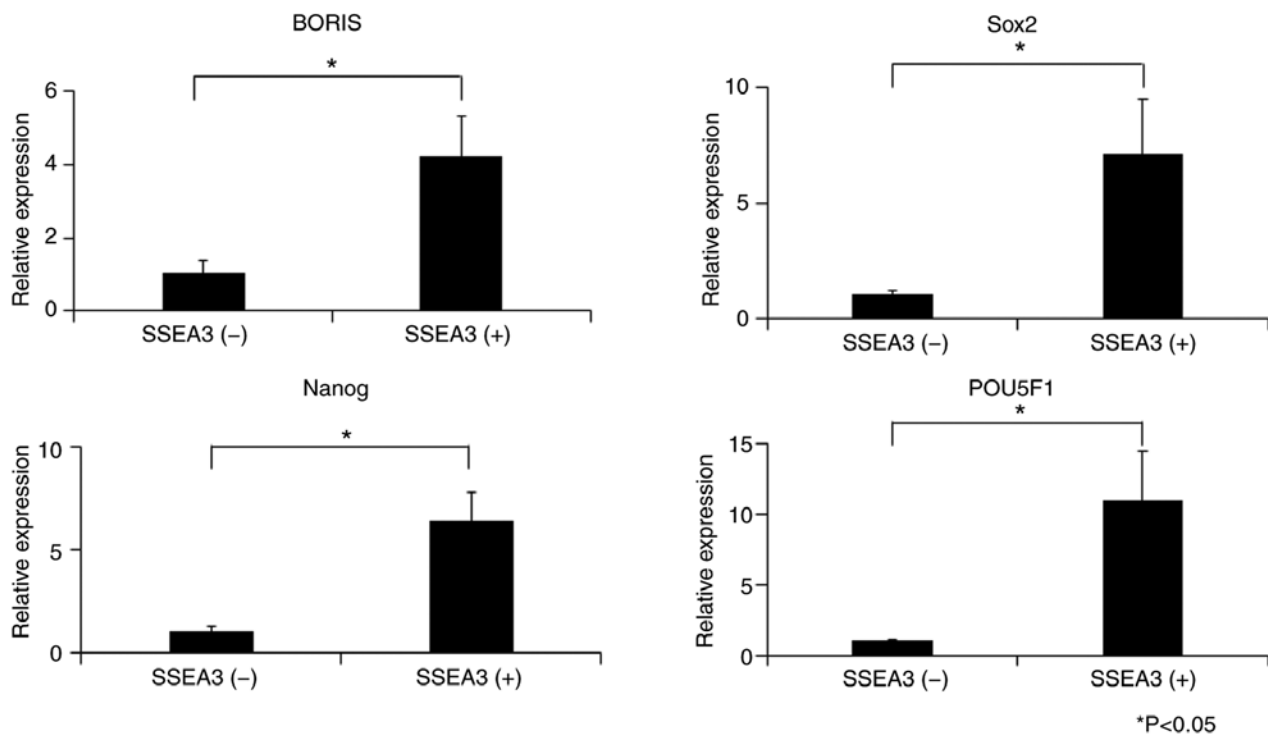 BORIS
*
Relative expression
6
4
2
0
SSEA3 (–)
SSEA3 (+)
Sox2
*
Relative expression
10
5
0
SSEA3 (–)
SSEA3 (+)
Nanog
*
Relative expression
10
5
0
SSEA3 (–)
SSEA3 (+)
POU5F1
*
Relative expression
15
10
5
0
SSEA3 (–)
SSEA3 (+)
*P<0.05